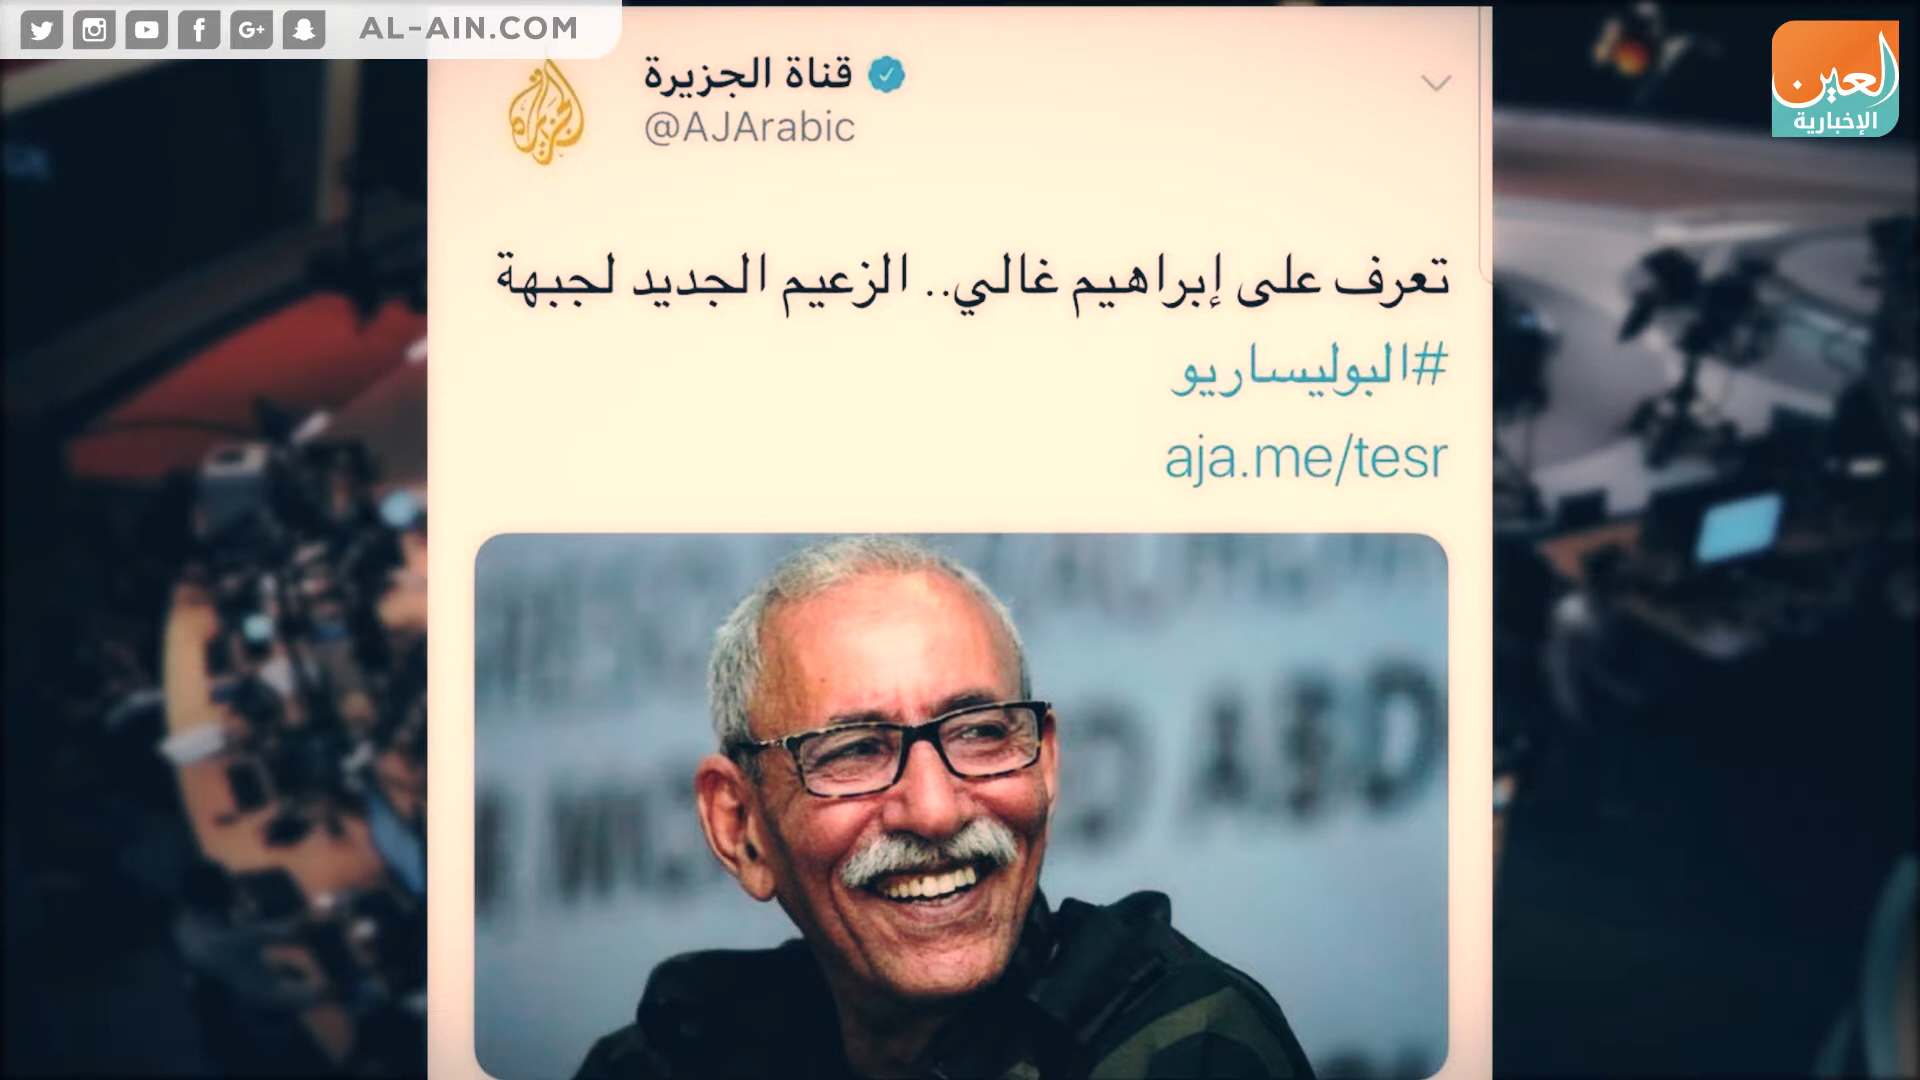 AL-AIN.COM
العين
الإخبارية
قناة الجزيرة
@AJArabic
تعرف على إبراهيم غالي.. الزعيم الجديد لجبهة
#البوليساريو
aja.me/tesr